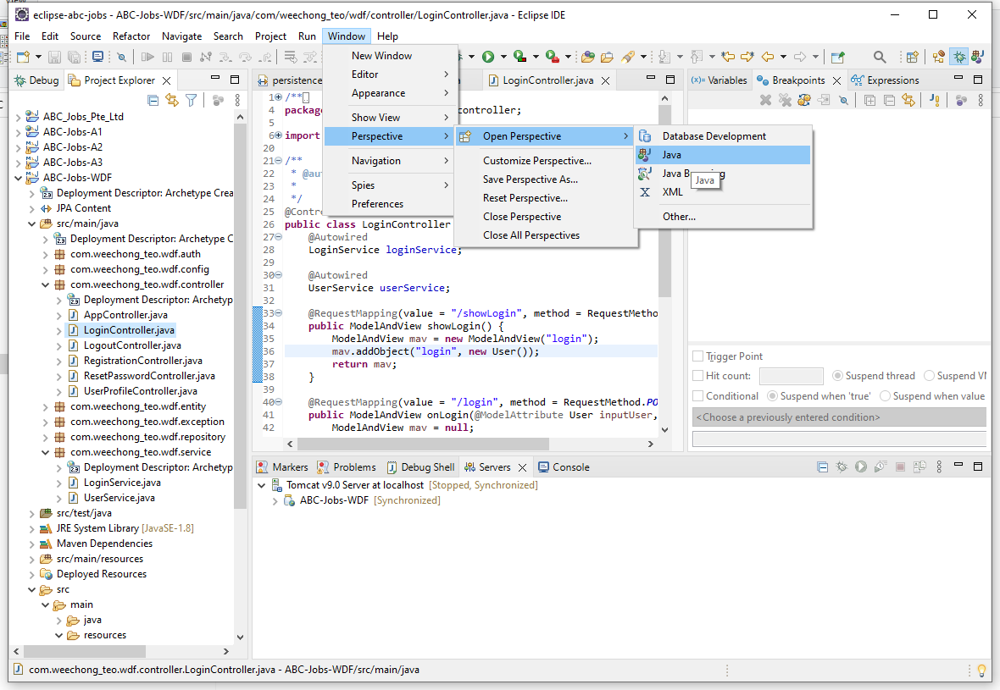 eclipse-abc-jobs - ABC-Jobs-WDF/src/main/java/com/weechong_teo/wdf/controller/LoginController.java - Eclipse IDE
File Edit Source Refactor Navigate Search Project Run Window Help
Debug
Project Explorer
ABC_Jobs_Pte_Ltd
ABC-Jobs-A1
ABC-Jobs-A2
ABC-Jobs-A3
ABC-Jobs-WDF
Deployment Descriptor: Archetype Crea
JPA Content
src/main/java
Deployment Descriptor: Archetype C
com.weechong_teo.wdf.auth
com.weechong_teo.wdf.config
com.weechong_teo.wdf.controller
Deployment Descriptor: Archetyp
AppController.java
LoginController.java
LogoutController.java
RegistrationController.java
ResetPasswordController.java
UserProfileController.java
com.weechong_teo.wdf.entity
com.weechong_teo.wdf.exception
com.weechong_teo.wdf.repository
com.weechong_teo.wdf.service
Deployment Descriptor: Archetyp
LoginService.java
UserService.java
src/test/java
JRE System Library [JavaSE-1.8]
Maven Dependencies
src/main/resources
Deployed Resources
src
main
java
resources
New Window
Editor
Appearance
Show View
Perspective
Navigation
Spies
Preferences
Open Perspective
Customize Perspective...
Save Perspective As...
Reset Perspective...
Close Perspective
Close All Perspectives
Database Development
Java
Java B
XML
Other...
Java
persistence
LoginController.java
1 /**
4 packag controller;
5
6 import
20
21 /**
22 * @au
23 *
24 */
25 @Contr
26 public class LoginController
27 @Autowired
28 LoginService loginService;
29
30 @Autowired
31 UserService userService;
32
33 @RequestMapping(value = "/showLogin", method = RequestMetho
34 public ModelAndView showLogin() {
35 ModelAndView mav = new ModelAndView("login");
36 mav.addObject("login", new User());
37 return mav;
38 }
39
40 @RequestMapping(value = "/login", method = RequestMethod.PO
41 public ModelAndView onLogin(@ModelAttribute User inputUser,
42 ModelAndView mav = null;
(x)= Variables
Breakpoints
Expressions
Trigger Point
Hit count: Suspend thread Suspend VM
Conditional Suspend when 'true' Suspend when value
<Choose a previously entered condition>
Markers Problems Debug Shell Servers Console
Tomcat v9.0 Server at localhost [Stopped, Synchronized]
ABC-Jobs-WDF [Synchronized]
com.weechong_teo.wdf.controller.LoginController.java - ABC-Jobs-WDF/src/main/java